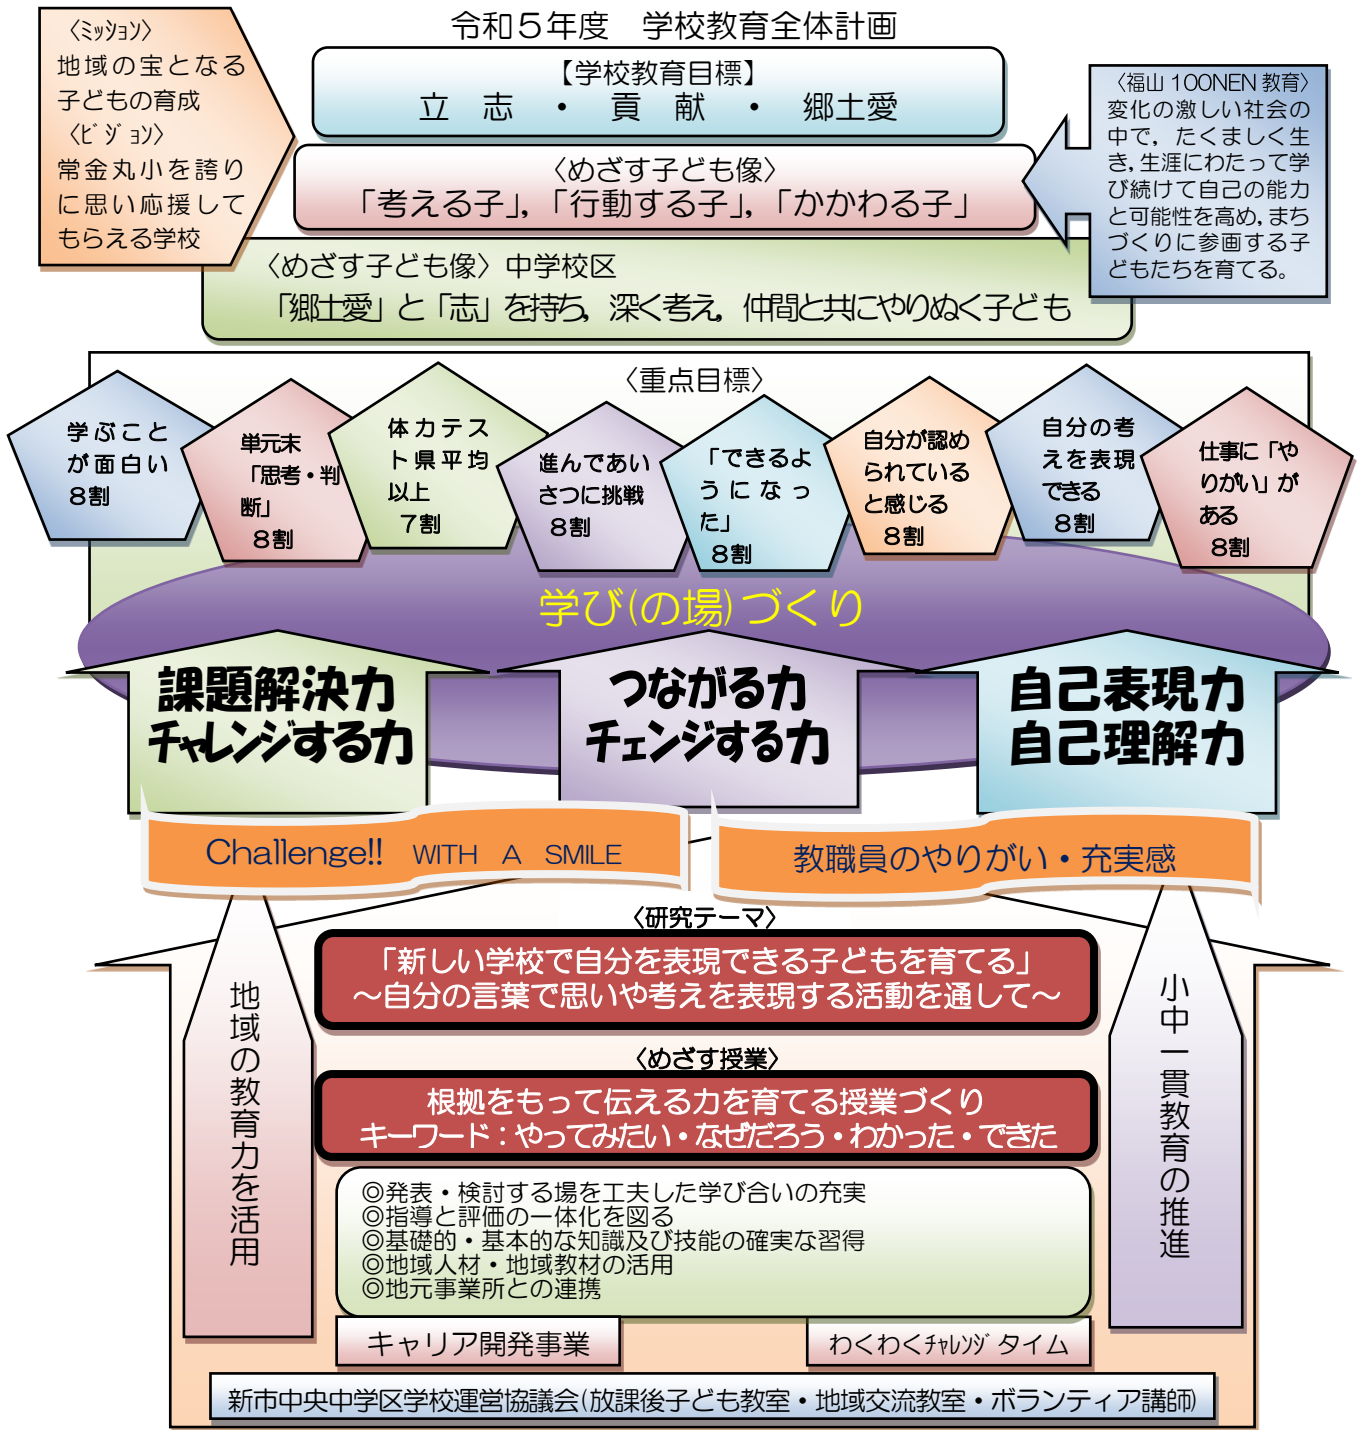 令和５年度　学校教育全体計画
〈ミッション〉
地域の宝となる
子どもの育成
〈ビジョン〉
常金丸小を誇り
に思い応援して
もらえる学校
【学校教育目標】
立　志　・　貢　献　・　郷土愛
〈めざす子ども像〉
「考える子」，「行動する子」，「かかわる子」
〈福山 100NEN 教育〉
変化の激しい社会の
中で，たくましく生
き，生涯にわたって学
び続けて自己の能力
と可能性を高め，まち
づくりに参画する子
どもたちを育てる。
〈めざす子ども像〉中学校区
「郷土愛」と「志」を持ち，深く考え，仲間と共にやりぬく子ども
〈重点目標〉
学ぶこと
が面白い
８割
単元末
「思考・判
断」
８割
体力テス
ト県平均
以上
７割
進んであい
さつに挑戦
８割
「できるよ
うになっ
た」
８割
自分が認め
られている
と感じる
８割
自分の考
えを表現
できる
８割
仕事に「や
りがい」が
ある
８割
学び(の場)づくり
課題解決力
チャレンジする力
つながる力
チェンジする力
自己表現力
自己理解力
Challenge!!　WITH　A　SMILE
教職員のやりがい・充実感
〈研究テーマ〉
「新しい学校で自分を表現できる子どもを育てる」
～自分の言葉で思いや考えを表現する活動を通して～
地域の教育力を活用
小中一貫教育の推進
〈めざす授業〉
根拠をもって伝える力を育てる授業づくり
キーワード：やってみたい・なぜだろう・わかった・できた
◎発表・検討する場を工夫した学び合いの充実
◎指導と評価の一体化を図る
◎基礎的・基本的な知識及び技能の確実な習得
◎地域人材・地域教材の活用
◎地元事業所との連携
キャリア開発事業
わくわくチャレンジタイム
新市中央中学区学校運営協議会(放課後子ども教室・地域交流教室・ボランティア講師)